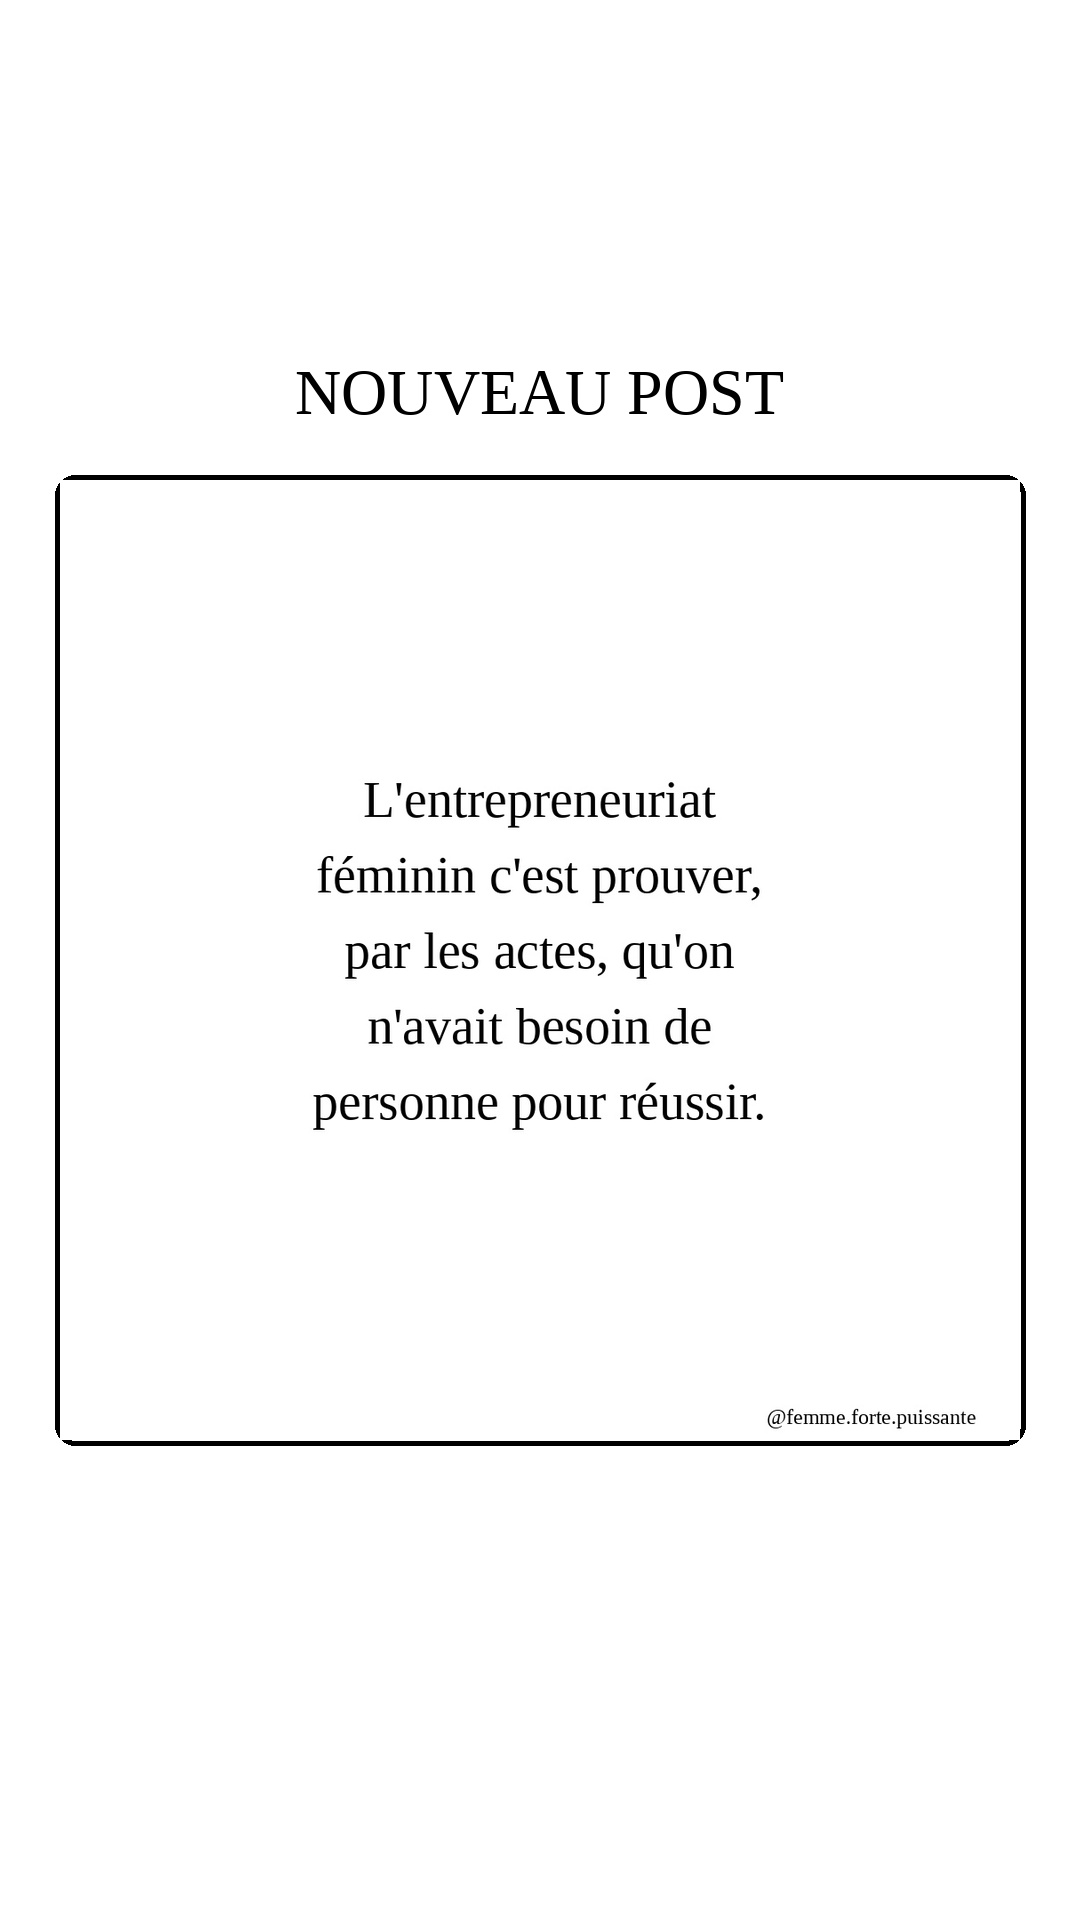 NOUVEAU POST
L'entrepreneuriat
féminin c'est prouver,
par les actes, qu'on
n'avait besoin de
personne pour réussir.
@femme.forte.puissante